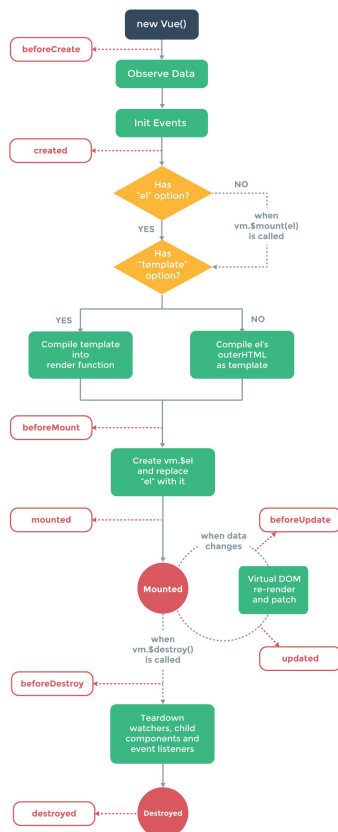 new Vue()
beforeCreate
Observe Data
Init Events
created
Has
"el" option?
NO
when
vm.$mount(el)
is called
YES
Has
"template"
option?
YES
NO
Compile template
into
render function
Compile el's
outerHTML
as template
beforeMount
Create vm.$el
and replace
"el" with it
mounted
beforeUpdate
when data
changes
Mounted
Virtual DOM
re-render
and patch
when
vm.$destroy()
is called
updated
beforeDestroy
Teardown
watchers, child
components and
event listeners
destroyed
Destroyed